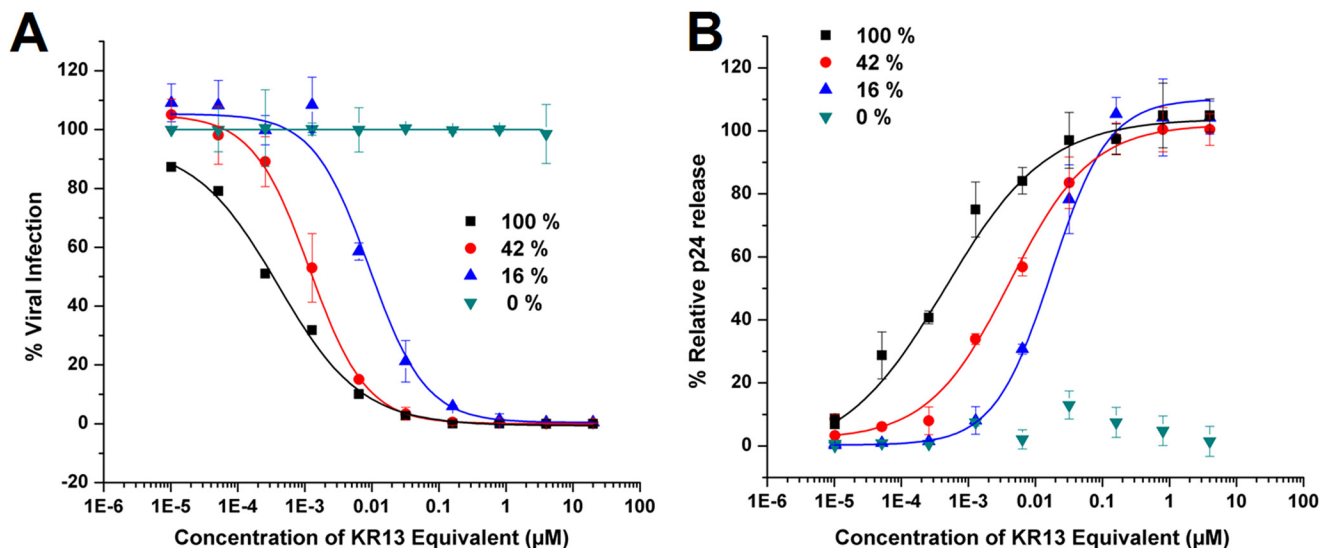 A
% Viral Infection
120
100
80
60
40
20
0
-20
100 %
42 %
16 %
0 %
1E-6 1E-5 1E-4 1E-3 0.01 0.1 1 10 100
Concentration of KR13 Equivalent (µM)
B
% Relative p24 release
120
100
80
60
40
20
0
100 %
42 %
16 %
0 %
1E-6 1E-5 1E-4 1E-3 0.01 0.1 1 10 100
Concentration of KR13 Equivalent (µM)